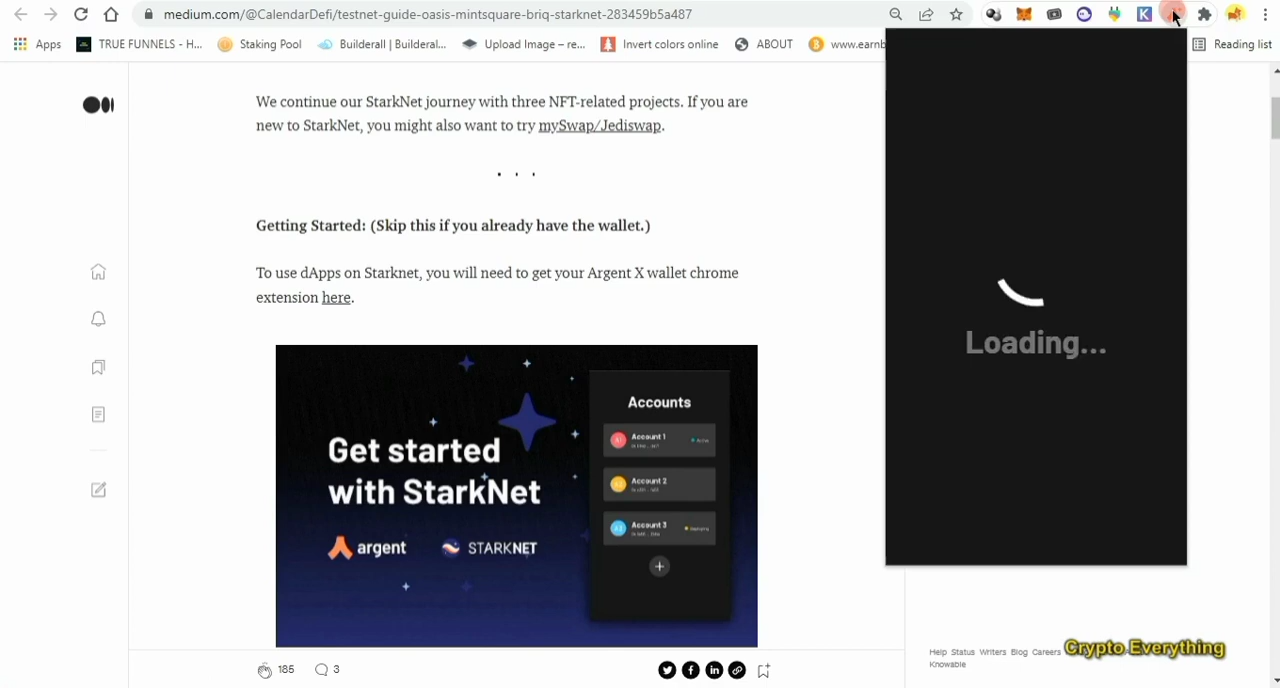 medium.com/@CalendarDefi/testnet-guide-oasis-mintsquare-briq-starknet-283459b5a487
Apps TRUE FUNNELS - H... Staking Pool Builderall | Builderal... Upload Image – re... Invert colors online ABOUT www.earnb Reading list
We continue our StarkNet journey with three NFT-related projects. If you are
new to StarkNet, you might also want to try mySwap/Jediswap.
Getting Started: (Skip this if you already have the wallet.)
To use dApps on Starknet, you will need to get your Argent X wallet chrome
extension here.
Loading...
Get started
with StarkNet
argent STARKNET
Accounts
Account 1
Account 2
Account 3
185 3
Help Status Writers Blog Careers
Knowable
Crypto Everything